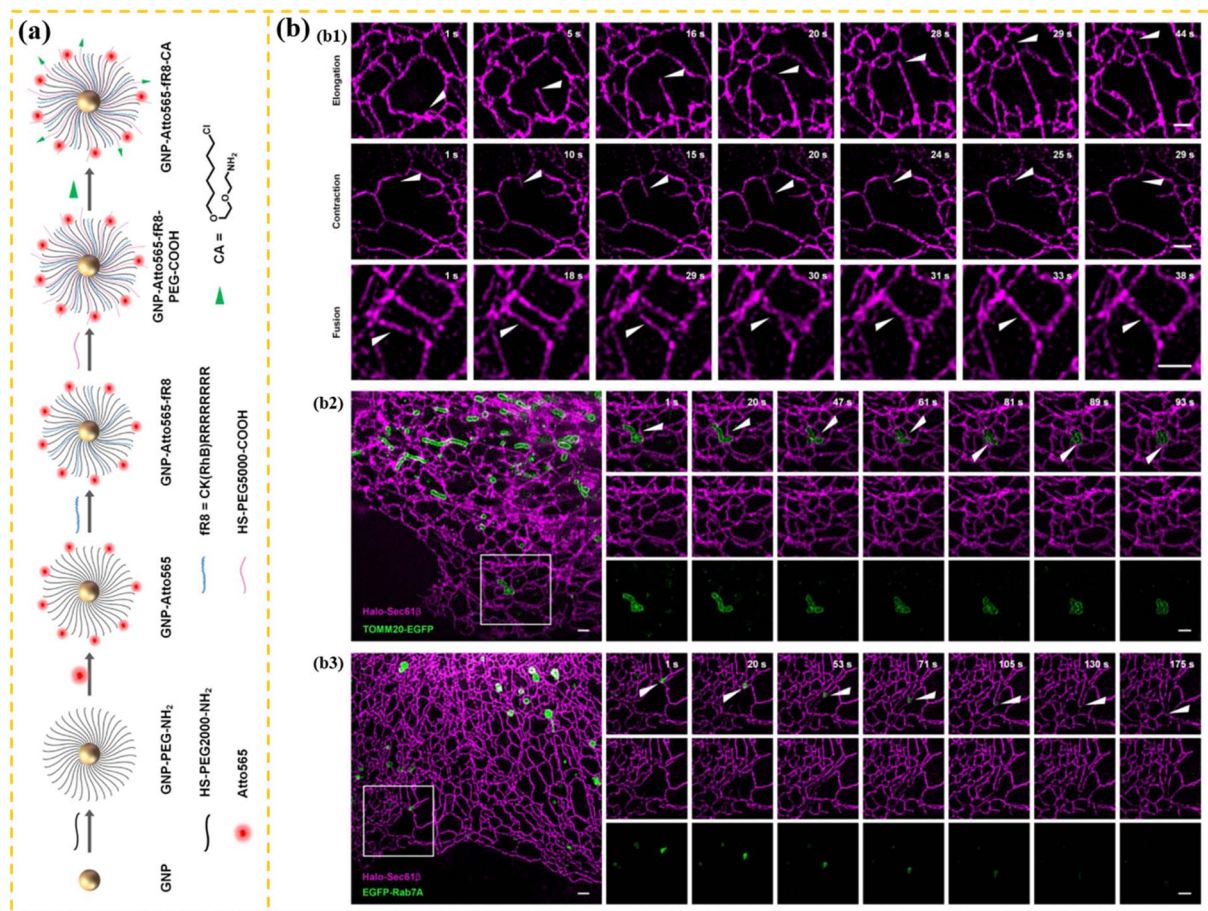 (a)
GNP
GNP-PEG-NH2
GNP-Atto565
GNP-Atto565-fR8
GNP-Atto565-fR8-
PEG-COOH
GNP-Atto565-fR8-CA
HS-PEG2000-NH2
Atto565
fR8 = CK(RhB)RRRRRRRR
HS-PEG5000-COOH
CA =
O
O
NH2
Cl
(b)
(b1)
Elongation
1 s
5 s
16 s
20 s
28 s
29 s
44 s
Contraction
1 s
10 s
15 s
20 s
24 s
25 s
29 s
Fusion
1 s
18 s
29 s
30 s
31 s
33 s
38 s
(b2)
Halo-Sec61β
TOMM20-EGFP
1 s
20 s
47 s
61 s
81 s
89 s
93 s
(b3)
Halo-Sec61β
EGFP-Rab7A
1 s
20 s
53 s
71 s
105 s
130 s
175 s